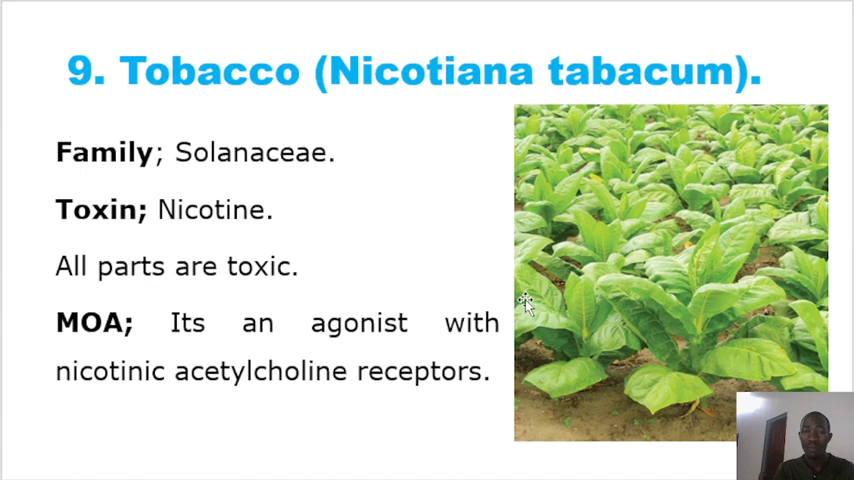 9. Tobacco (Nicotiana tabacum).
Family; Solanaceae.
Toxin; Nicotine.
All parts are toxic.
MOA; Its an agonist with
nicotinic acetylcholine receptors.